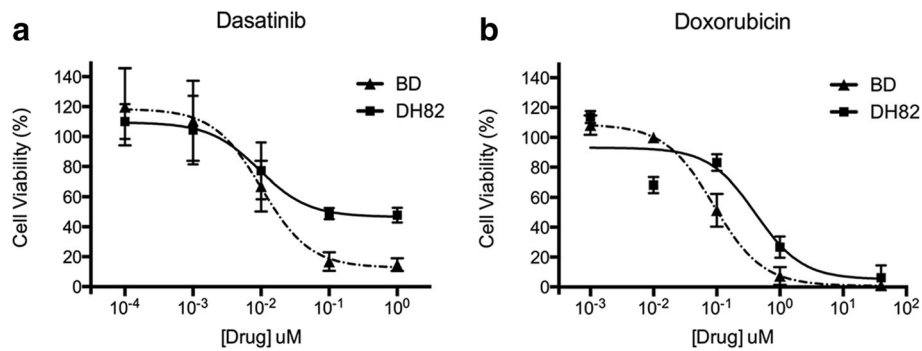 a
Dasatinib
Cell Viability (%)
140
120
100
80
60
40
20
0
BD
DH82
10⁻⁴ 10⁻³ 10⁻² 10⁻¹ 10⁰
[Drug] uM
b
Doxorubicin
Cell Viability (%)
140
120
100
80
60
40
20
0
BD
DH82
10⁻³ 10⁻² 10⁻¹ 10⁰ 10¹ 10²
[Drug] uM